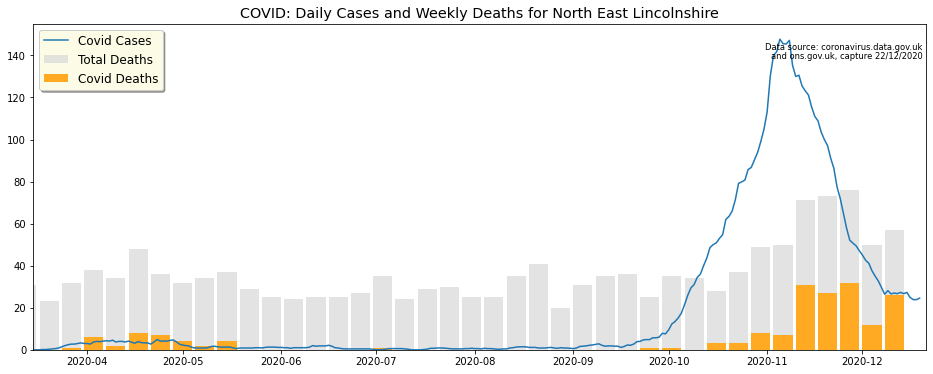 COVID: Daily Cases and Weekly Deaths for North East Lincolnshire
Covid Cases
Total Deaths
Covid Deaths
Data source: coronavirus.data.gov.uk
and ons.gov.uk, capture 22/12/2020
140
120
100
80
60
40
20
0
2020-04
2020-05
2020-06
2020-07
2020-08
2020-09
2020-10
2020-11
2020-12